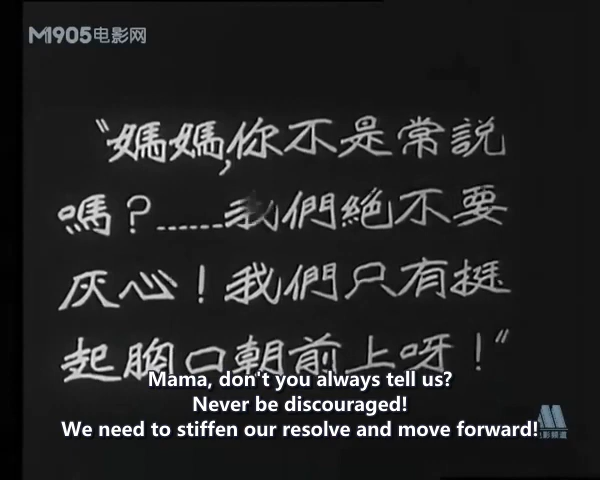 M1905电影网
"媽媽,你不是常説
嗎?......我們絕不要
灰心!我們只有挺
起胸口朝前上呀!"
Mama, don't you always tell us?
Never be discouraged!
We need to stiffen our resolve and move forward!